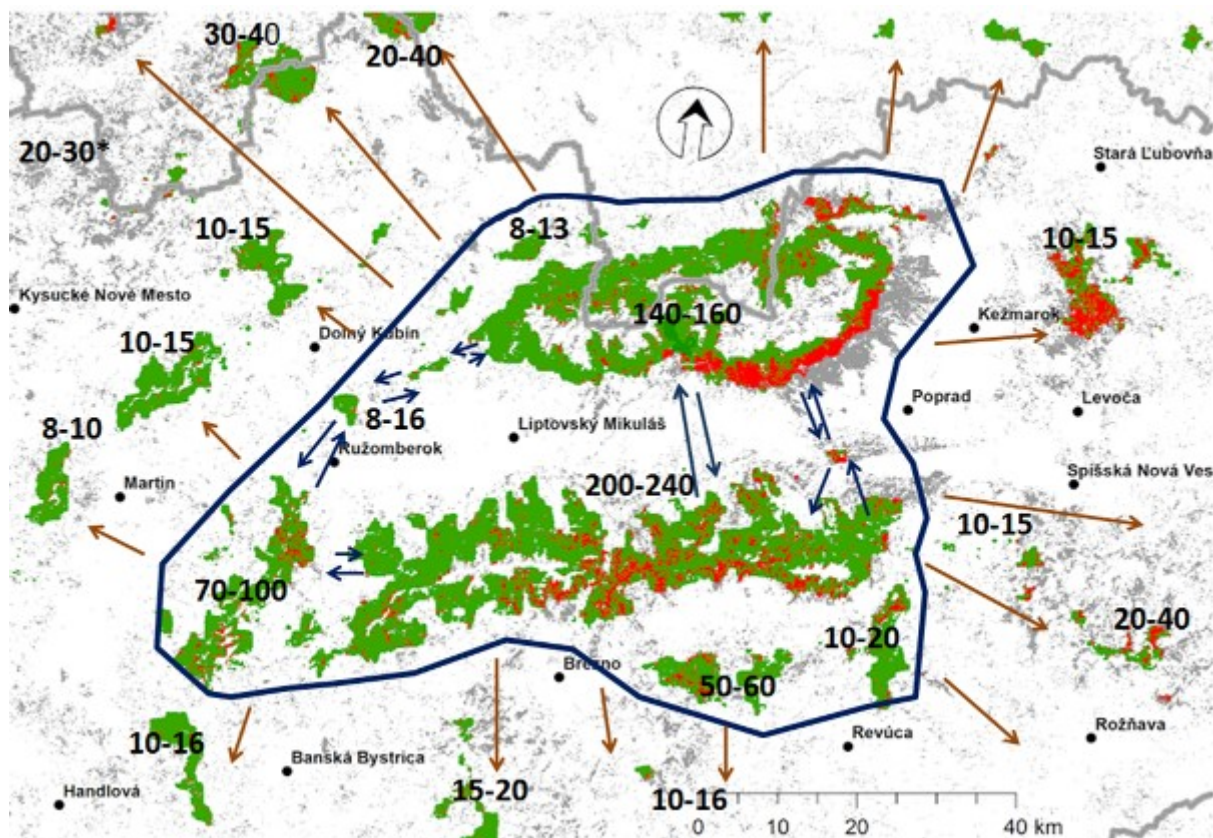 30-40
20-40
20-30*
Stará Ľubovňa
10-15
8-13
10-15
Kysucké Nové Mesto
140-160
Kežmarok
Dolný Kubín
10-15
8-16
Poprad
Levoča
8-10
Liptovský Mikuláš
Ružomberok
Martin
200-240
Spišská Nová Ves
10-15
70-100
10-20
20-40
Brezno
50-60
10-16
Rožňava
Revúca
Banská Bystrica
15-20
10-16
Handlová
0 10 20 40 km